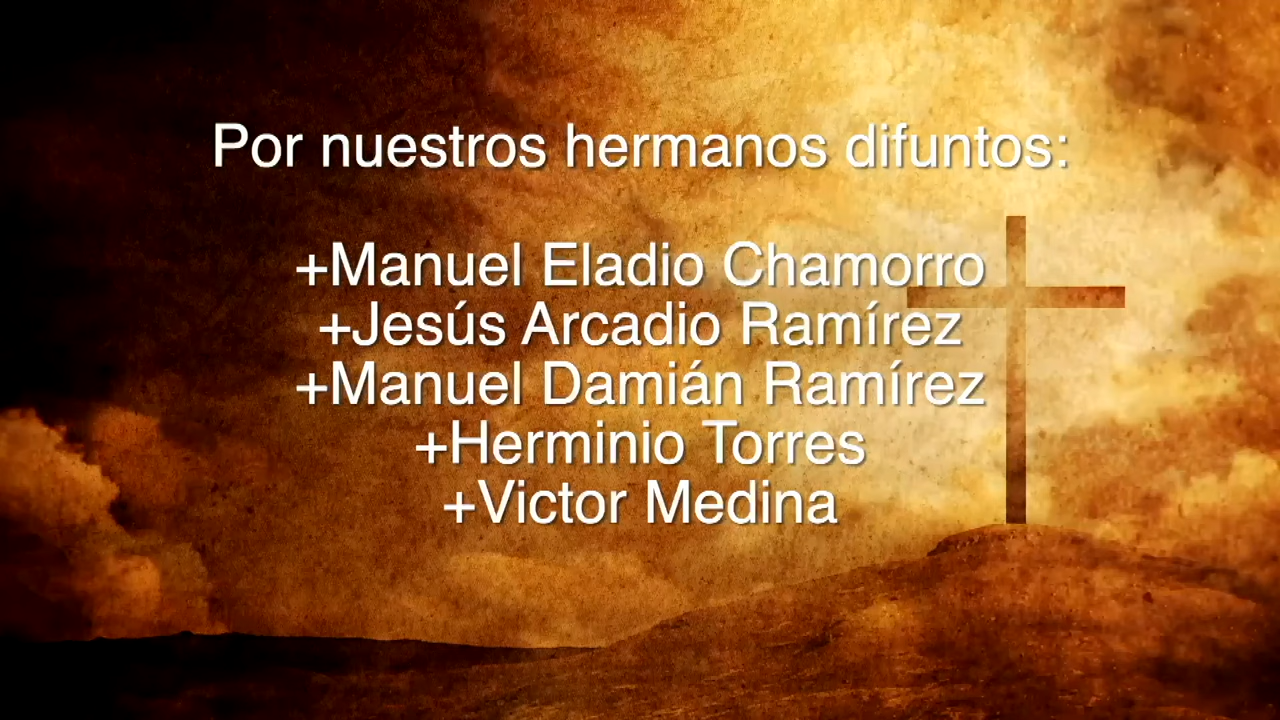 Por nuestros hermanos difuntos:
+Manuel Eladio Chamorro
+Jesús Arcadio Ramírez
+Manuel Damián Ramírez
+Herminio Torres
+Victor Medina